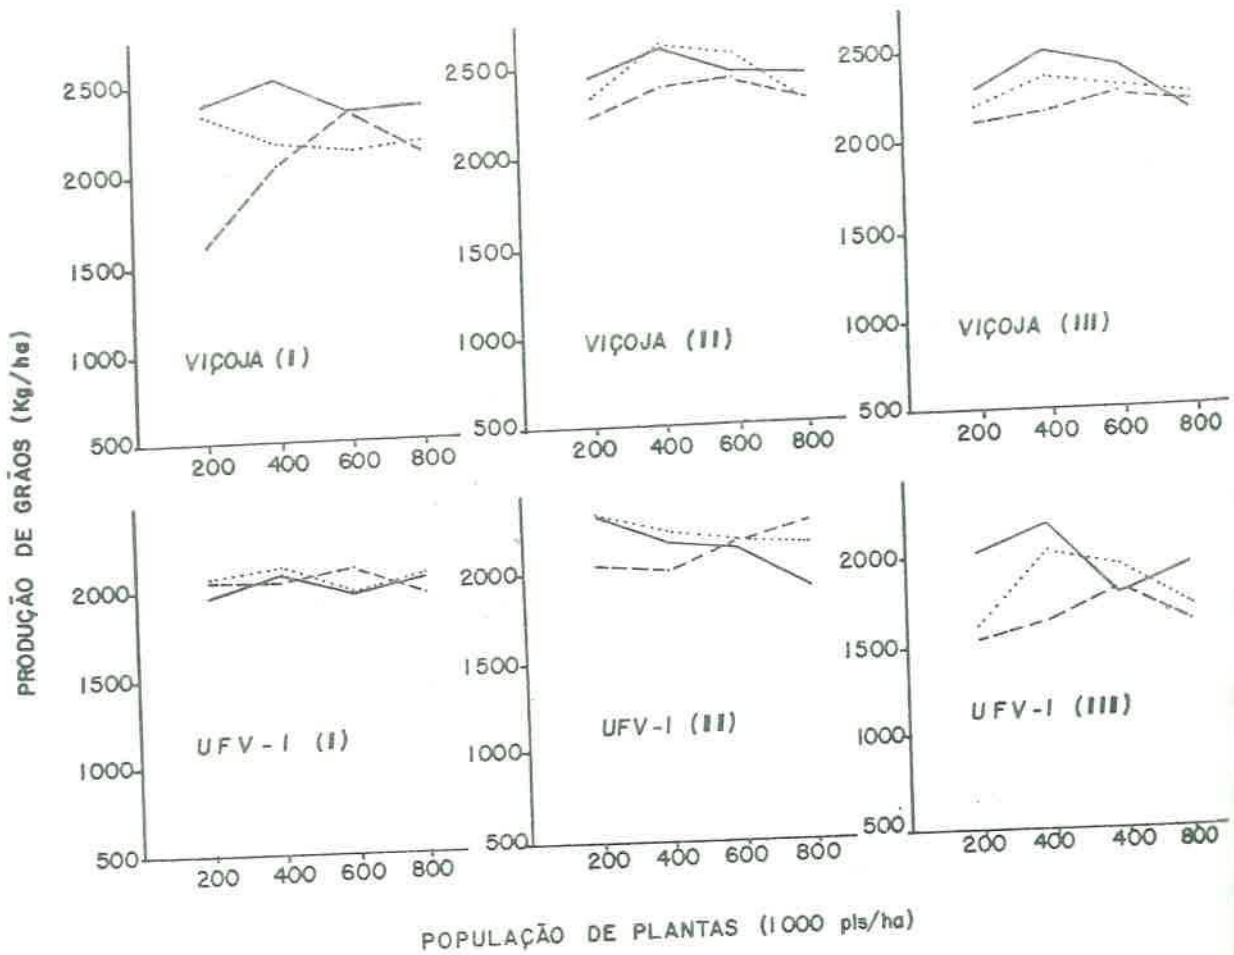 PRODUÇÃO DE GRÃOS (Kg/ha)
2500
2000
1500
1000
500
VIÇOJA (I)
200 400 600 800
2500
2000
1500
1000
500
VIÇOJA (II)
200 400 600 800
2500
2000
1500
1000
500
VIÇOJA (III)
200 400 600 800
2000
1500
1000
500
UFV-1 (I)
200 400 600 800
2000
1500
1000
500
UFV-1 (II)
200 400 600 800
2000
1500
1000
500
UFV-1 (III)
200 400 400 800
POPULAÇÃO DE PLANTAS (1000 pls/ha)